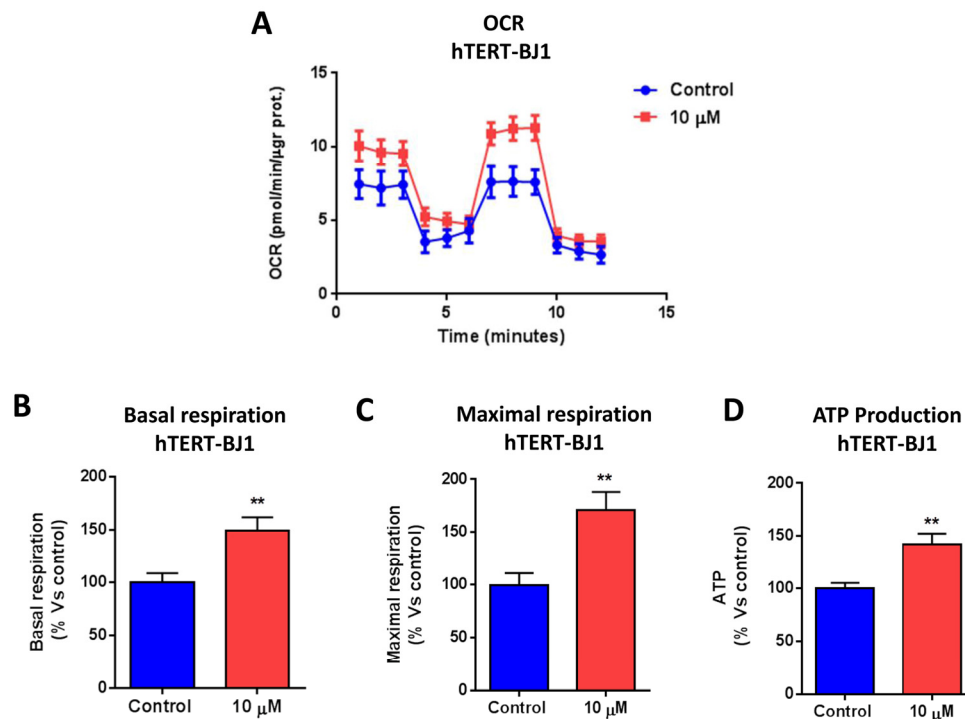 A
OCR
hTERT-BJ1
OCR (pmol/min/µgr prot.)
15
10
5
0
0 5 10 15
Time (minutes)
Control
10 µM
B
Basal respiration
hTERT-BJ1
Basal respiration
(% Vs control)
200
150
100
50
0
**
Control 10 µM
C
Maximal respiration
hTERT-BJ1
Maximal respiration
(% Vs control)
200
150
100
50
0
**
Control 10 µM
D
ATP Production
hTERT-BJ1
ATP
(% Vs control)
200
150
100
50
0
**
Control 10 µM